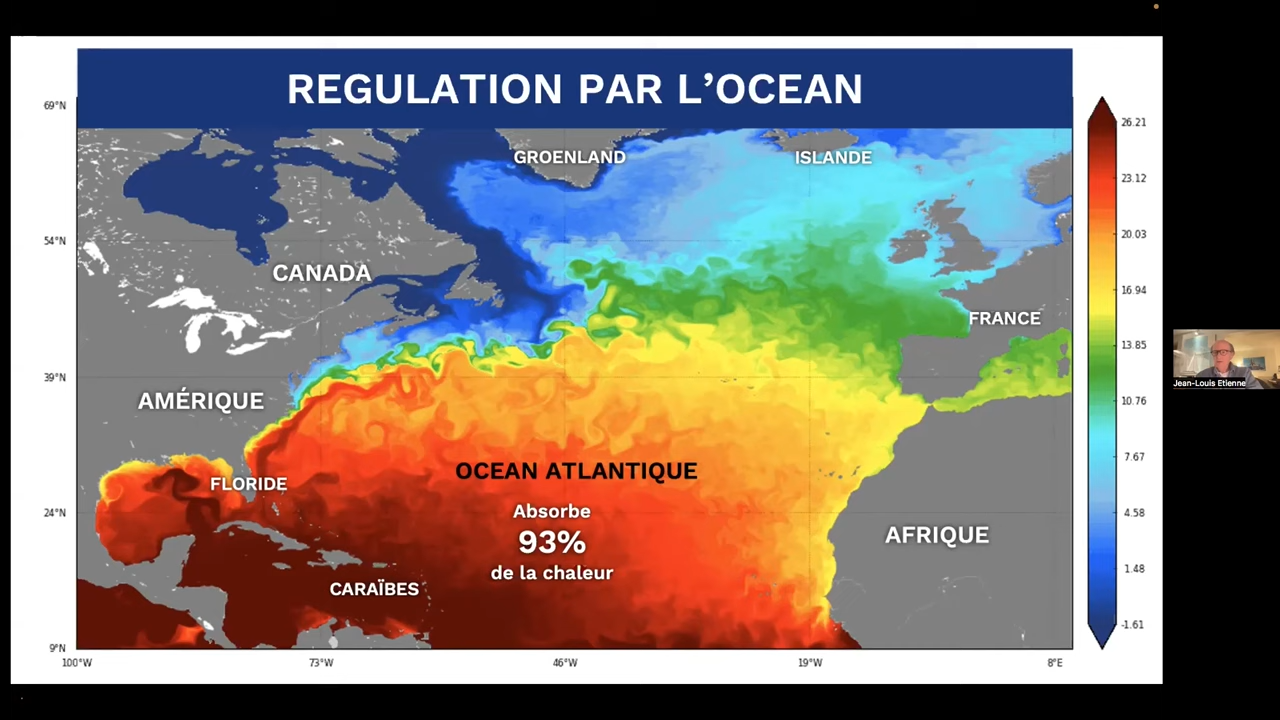 REGULATION PAR L’OCEAN
69°N
54°N
39°N
24°N
9°N
100°W
73°W
46°W
19°W
8°E
GROENLAND
ISLANDE
CANADA
FRANCE
AMÉRIQUE
FLORIDE
OCEAN ATLANTIQUE
Absorbe
93%
de la chaleur
AFRIQUE
CARAÏBES
26.21
23.12
20.03
16.94
13.85
10.76
7.67
4.58
1.48
-1.61
Jean-Louis Etienne